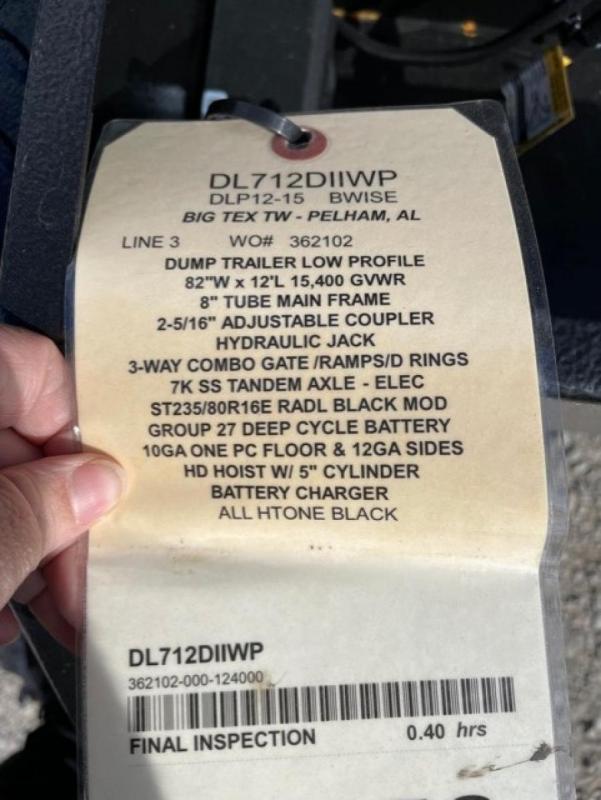 DL712DIIWP
DLP12-15 BWISE
BIG TEX TW - PELHAM, AL
LINE 3 WO# 362102
DUMP TRAILER LOW PROFILE
82"W x 12'L 15,400 GVWR
8" TUBE MAIN FRAME
2-5/16" ADJUSTABLE COUPLER
HYDRAULIC JACK
3-WAY COMBO GATE /RAMPS/D RINGS
7K SS TANDEM AXLE - ELEC
ST235/80R16E RADL BLACK MOD
GROUP 27 DEEP CYCLE BATTERY
10GA ONE PC FLOOR & 12GA SIDES
HD HOIST W/ 5" CYLINDER
BATTERY CHARGER
ALL HTONE BLACK
DL712DIIWP
362102-000-124000
FINAL INSPECTION 0.40 hrs